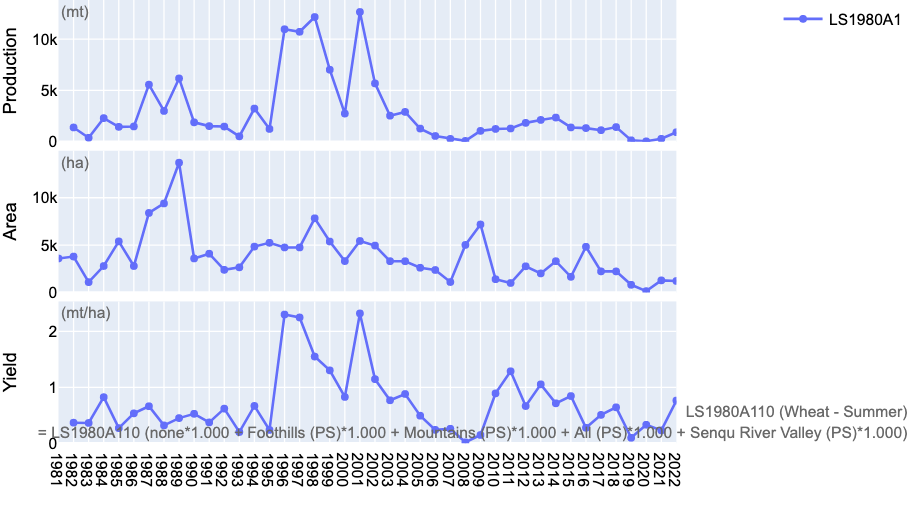 (mt)
LS1980A1
10k
5k
0
Production
(ha)
10k
5k
0
Area
(mt/ha)
2
1
0
Yield
LS1980A110 (Wheat - Summer)
= LS1980A110 (none*1.000 + Foothills (PS)*1.000 + Mountains (PS)*1.000 + All (PS)*1.000 + Senqu River Valley (PS)*1.000)
1981 1982 1983 1984 1985 1986 1987 1988 1989 1990 1991 1992 1993 1994 1995 1996 1997 1998 1999 2000 2001 2002 2003 2004 2005 2006 2007 2008 2009 2010 2011 2012 2013 2014 2015 2016 2017 2018 2019 2020 2021 2022